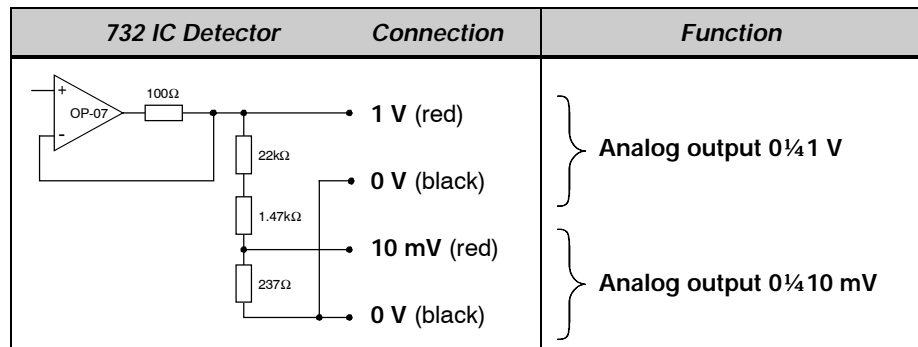 732 IC Detector Connection Function
100Ω
+
OP-07
-
1 V (red)
22kΩ
Analog output 0¼1 V
0 V (black)
1.47kΩ
10 mV (red)
237Ω
Analog output 0¼10 mV
0 V (black)